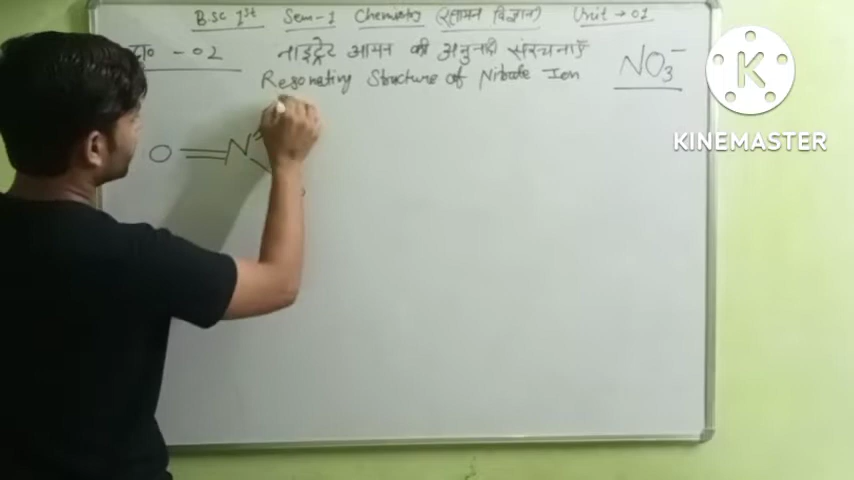 B.Sc 1st Sem-1 Chemistry (रसायन विज्ञान) Unit → 01
टा० - 02 नाइट्रेट आयन की अनुनादी संरचनाएँ NO₃⁻
Resonating Structure of Nitrate Ion
K
KINEMASTER
O = N